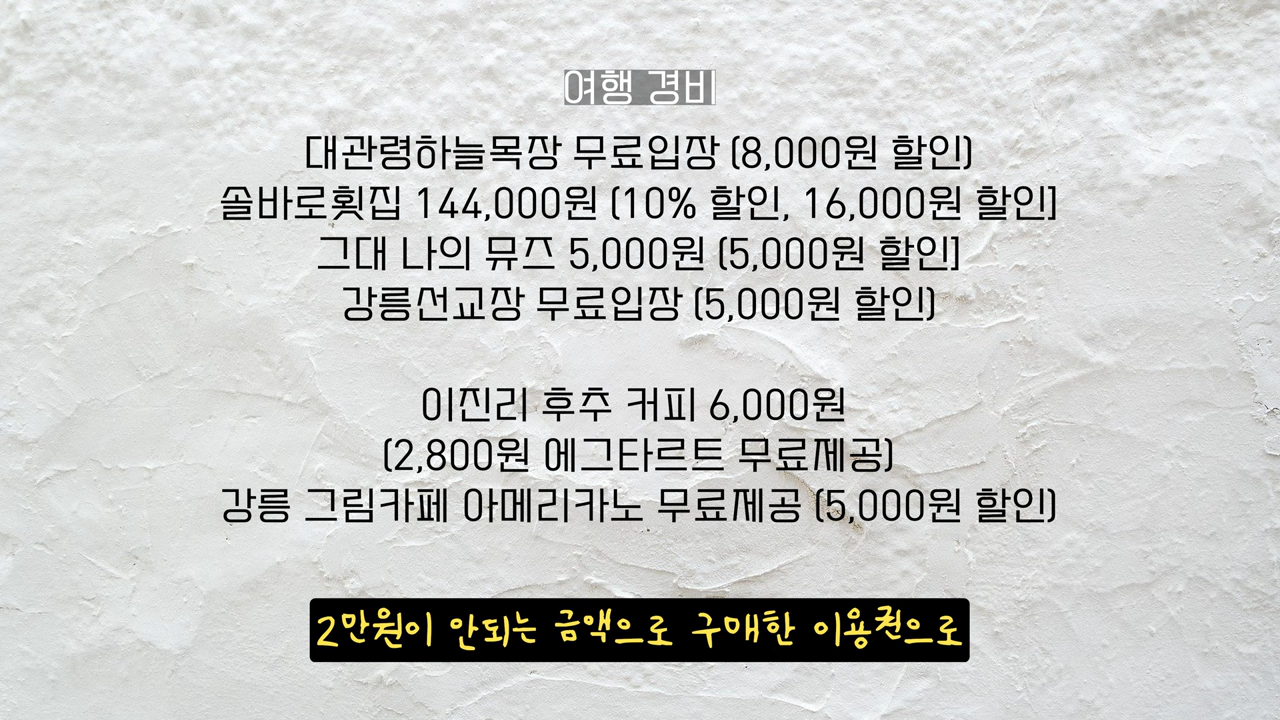 여행 경비
대관령하늘목장 무료입장 (8,000원 할인)
솔바로횟집 144,000원 (10% 할인, 16,000원 할인]
그대 나의 뮤즈 5,000원 (5,000원 할인]
강릉선교장 무료입장 (5,000원 할인)
이진리 후추 커피 6,000원
(2,800원 에그타르트 무료제공)
강릉 그림카페 아메리카노 무료제공 (5,000원 할인)
2만원이 안되는 금액으로 구매한 이용권으로